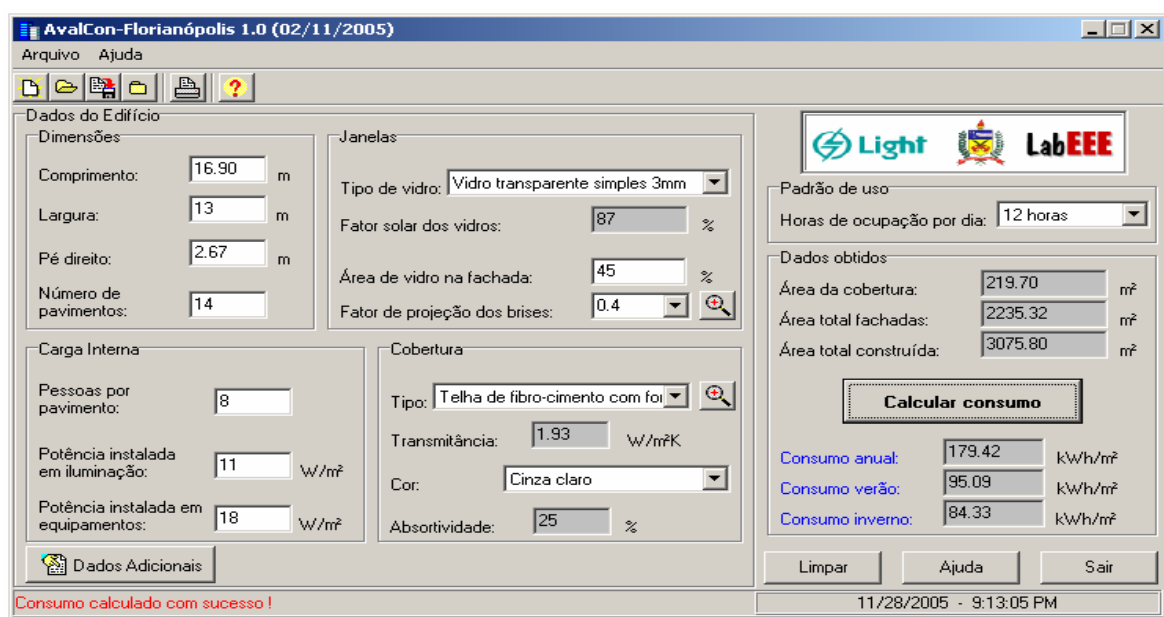 AvalCon-Florianópolis 1.0 (02/11/2005)
Arquivo Ajuda
Dados do Edifício
Dimensões
Comprimento: 16.90 m
Largura: 13 m
Pé direito: 2.67 m
Número de
pavimentos: 14
Janelas
Tipo de vidro: Vidro transparente simples 3mm
Fator solar dos vidros: 87 %
Área de vidro na fachada: 45 %
Fator de projeção dos brises: 0.4
Carga Interna
Pessoas por
pavimento: 8
Potência instalada
em iluminação: 11 W/m²
Potência instalada em
equipamentos: 18 W/m²
Cobertura
Tipo: Telha de fibro-cimento com for
Transmitância: 1.93 W/m²K
Cor: Cinza claro
Absortividade: 25 %
Dados Adicionais
Light LabEEE
Padrão de uso
Horas de ocupação por dia: 12 horas
Dados obtidos
Área da cobertura: 219.70 m²
Área total fachadas: 2235.32 m²
Área total construída: 3075.80 m²
Calcular consumo
Consumo anual: 179.42 kWh/m²
Consumo verão: 95.09 kWh/m²
Consumo inverno: 84.33 kWh/m²
Limpar Ajuda Sair
Consumo calculado com sucesso !
11/28/2005 - 9:13:05 PM